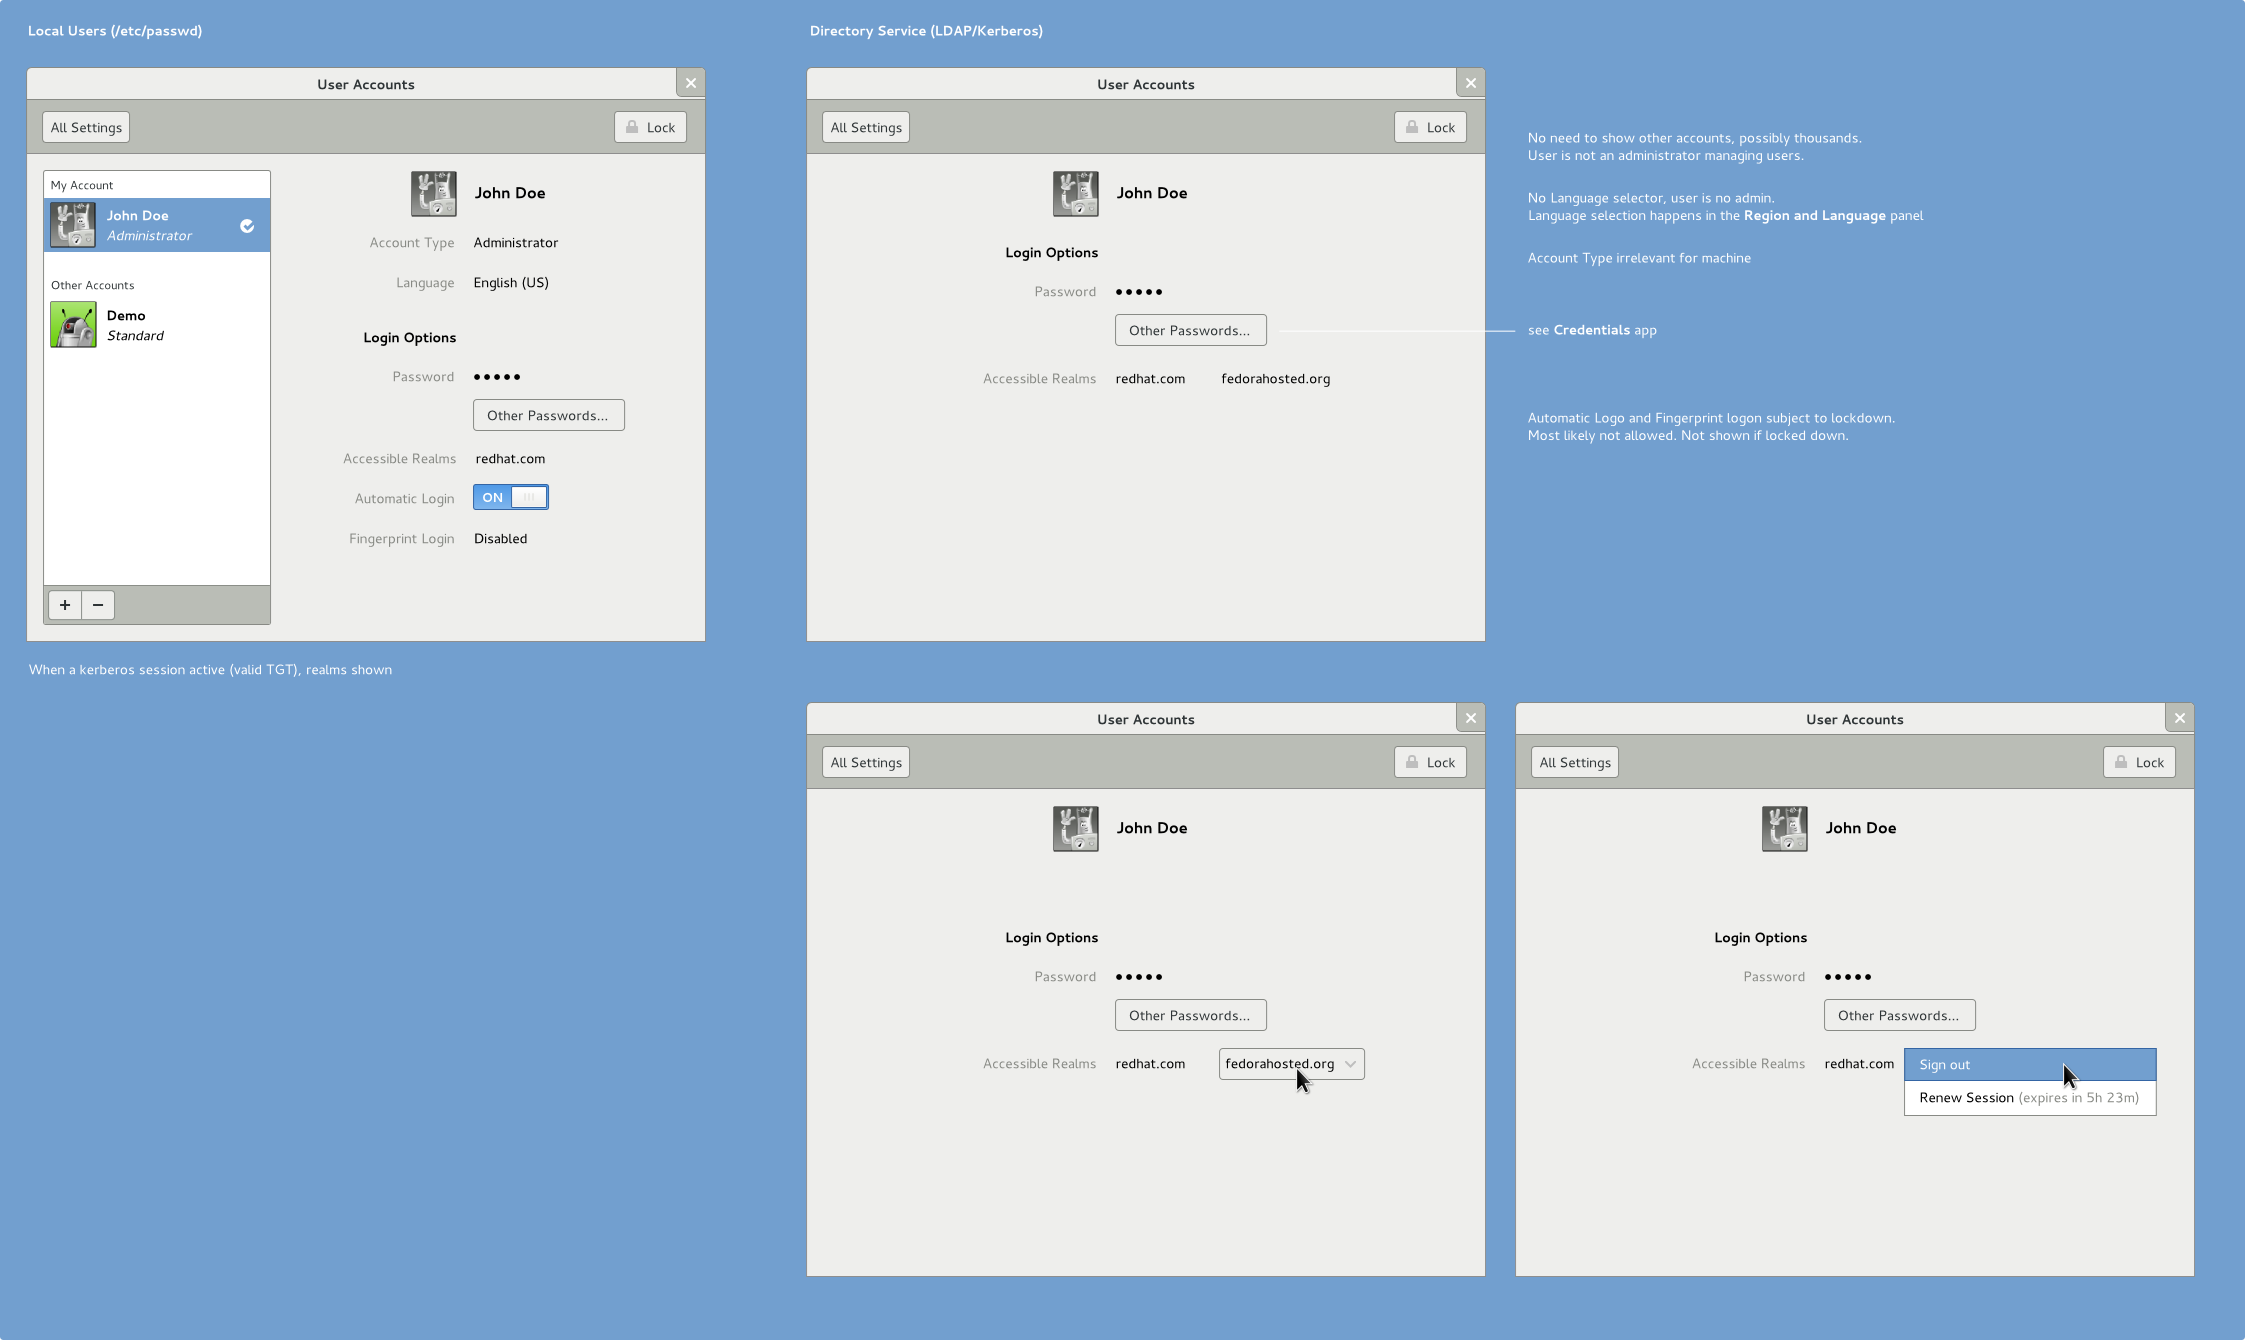 Local Users (/etc/passwd)
User Accounts
All Settings
Lock
My Account
John Doe
Administrator
Other Accounts
Demo
Standard
John Doe
Account Type Administrator
Language English (US)
Login Options
Password
Other Passwords...
Accessible Realms redhat.com
Automatic Login ON
Fingerprint Login Disabled
When a kerberos session active (valid TGT), realms shown
Directory Service (LDAP/Kerberos)
User Accounts
All Settings
Lock
John Doe
Login Options
Password
Other Passwords...
Accessible Realms redhat.com fedorahosted.org
No need to show other accounts, possibly thousands.
User is not an administrator managing users.
No Language selector, user is no admin.
Language selection happens in the Region and Language panel
Account Type irrelevant for machine
see Credentials app
Automatic Logo and Fingerprint logon subject to lockdown.
Most likely not allowed. Not shown if locked down.
User Accounts
All Settings
Lock
John Doe
Login Options
Password
Other Passwords...
Accessible Realms redhat.com fedorahosted.org
User Accounts
All Settings
Lock
John Doe
Login Options
Password
Other Passwords...
Accessible Realms redhat.com Sign out
Renew Session (expires in 5h 23m)